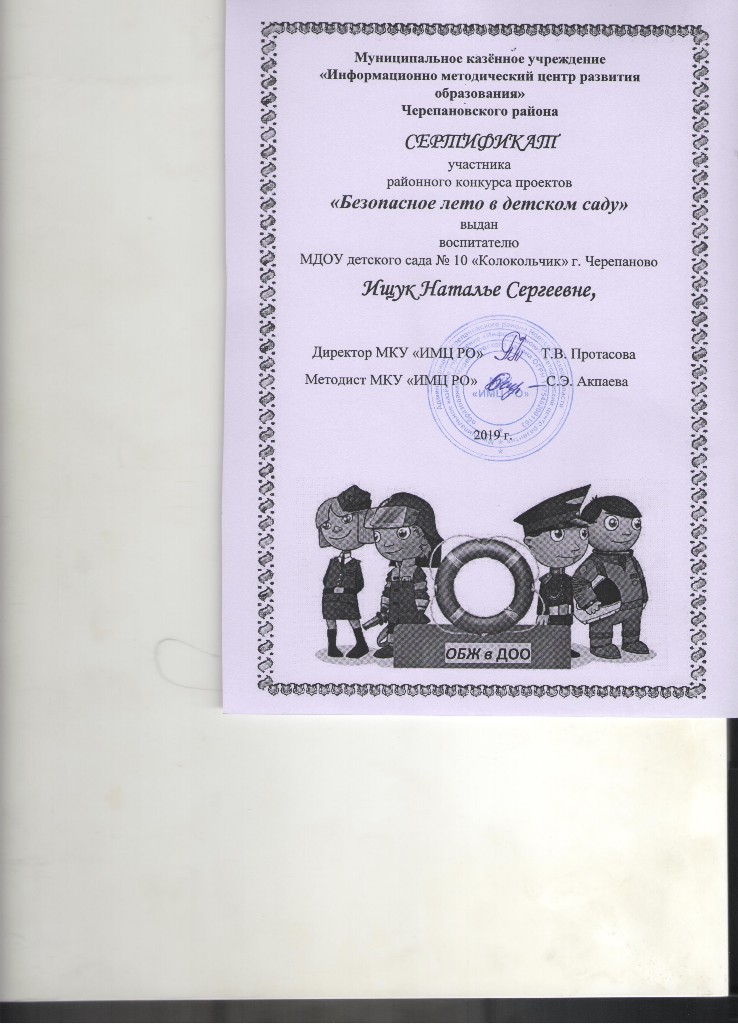 Муниципальное казённое учреждение
«Информационно методический центр развития
образования»
Черепановского района
СЕРТИФИКАТ
участника
районного конкурса проектов
«Безопасное лето в детском саду»
выдан
воспитателю
МДОУ детского сада № 10 «Колокольчик» г. Черепаново
Ищук Наталье Сергеевне,
Директор МКУ «ИМЦ РО» Т.В. Протасова
Методист МКУ «ИМЦ РО» С.Э. Акпаева
«ИМЦ РО»
2019 г.
ОБЖ в ДОО